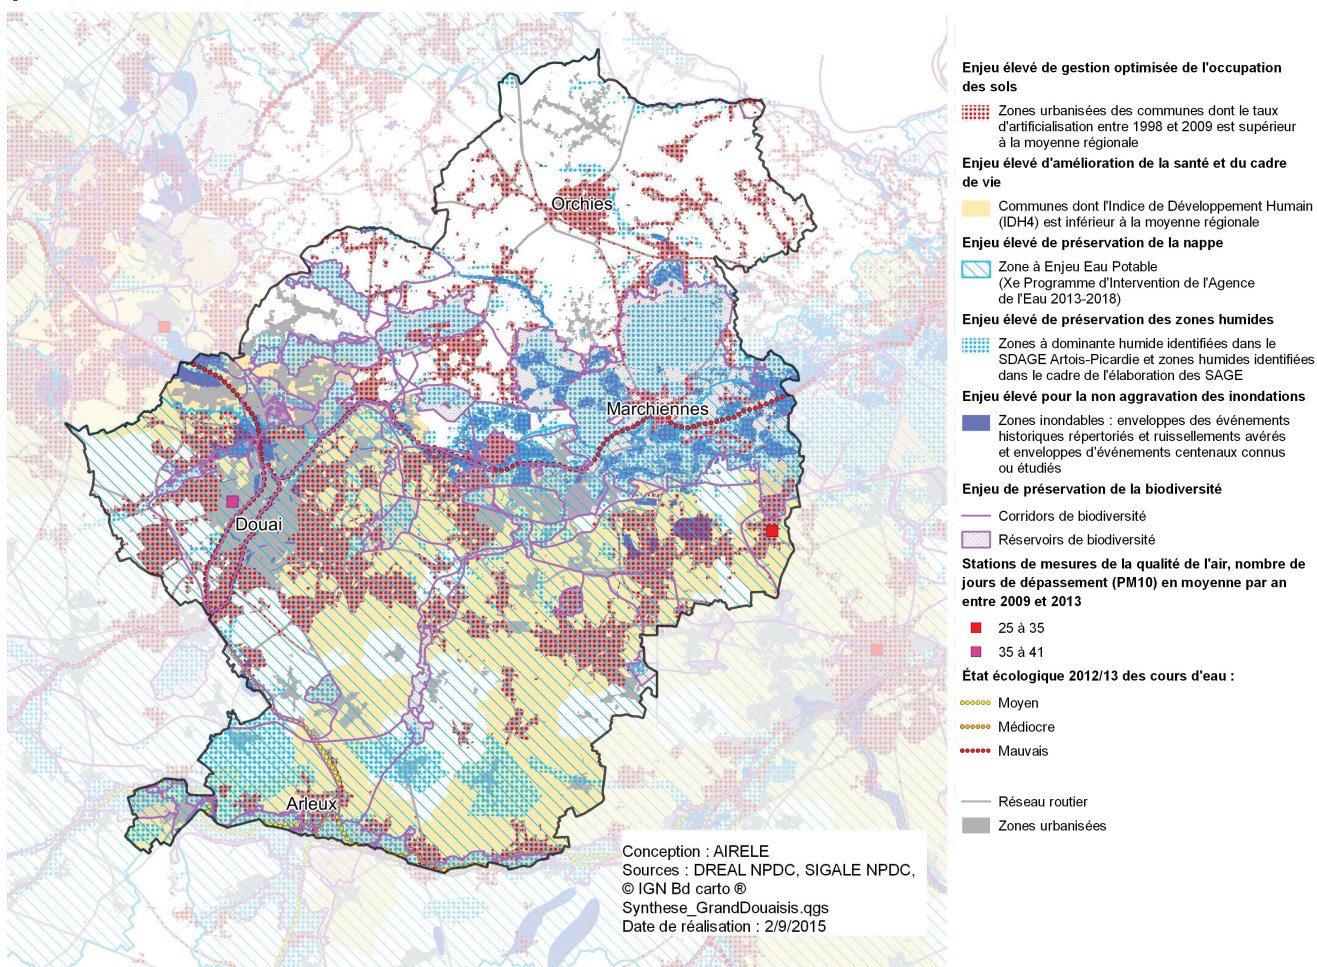 Orchies
Marchiennes
Douai
Arleux
Conception : AIRELE
Sources : DREAL NPDC, SIGALE NPDC,
© IGN Bd carto ®
Synthese_GrandDouaisis.qgs
Date de réalisation : 2/9/2015
Enjeu élevé de gestion optimisée de l'occupation
des sols
Zones urbanisées des communes dont le taux
d'artificialisation entre 1998 et 2009 est supérieur
à la moyenne régionale
Enjeu élevé d'amélioration de la santé et du cadre
de vie
Communes dont l'Indice de Développement Humain
(IDH4) est inférieur à la moyenne régionale
Enjeu élevé de préservation de la nappe
Zone à Enjeu Eau Potable
(Xe Programme d'Intervention de l'Agence
de l'Eau 2013-2018)
Enjeu élevé de préservation des zones humides
Zones à dominante humide identifiées dans le
SDAGE Artois-Picardie et zones humides identifiées
dans le cadre de l'élaboration des SAGE
Enjeu élevé pour la non aggravation des inondations
Zones inondables : enveloppes des événements
historiques répertoriés et ruissellements avérés
et enveloppes d'événements centenaux connus
ou étudiés
Enjeu de préservation de la biodiversité
Corridors de biodiversité
Réservoirs de biodiversité
Stations de mesures de la qualité de l'air, nombre de
jours de dépassement (PM10) en moyenne par an
entre 2009 et 2013
25 à 35
35 à 41
État écologique 2012/13 des cours d'eau :
Moyen
Médiocre
Mauvais
Réseau routier
Zones urbanisées